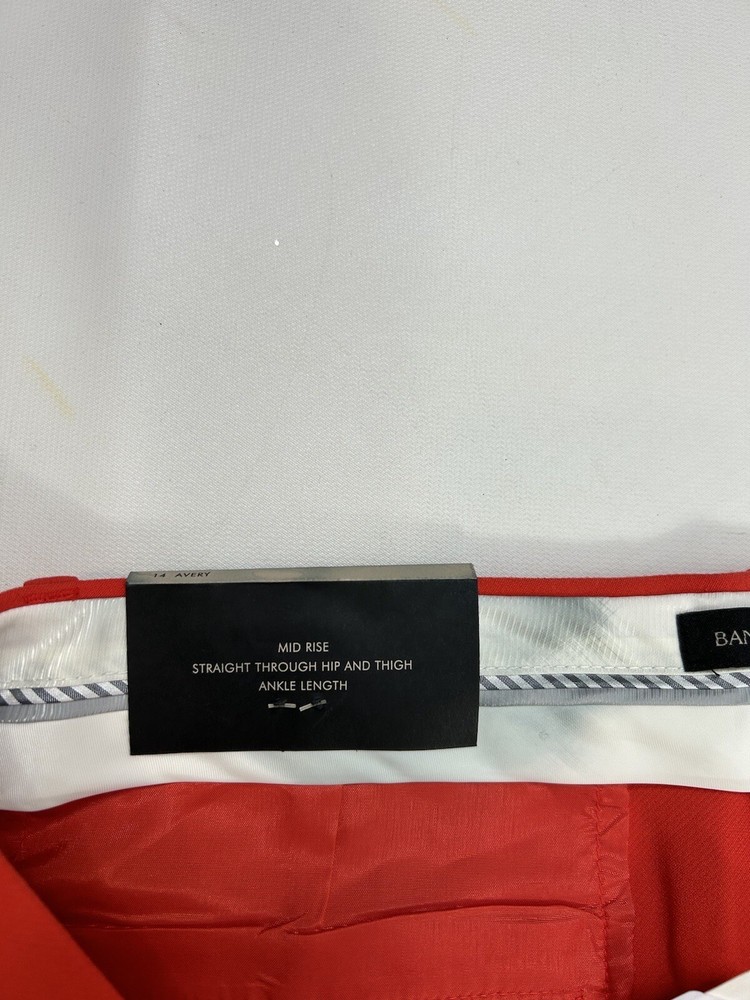 14 AVERY
MID RISE
STRAIGHT THROUGH HIP AND THIGH
ANKLE LENGTH
BAN